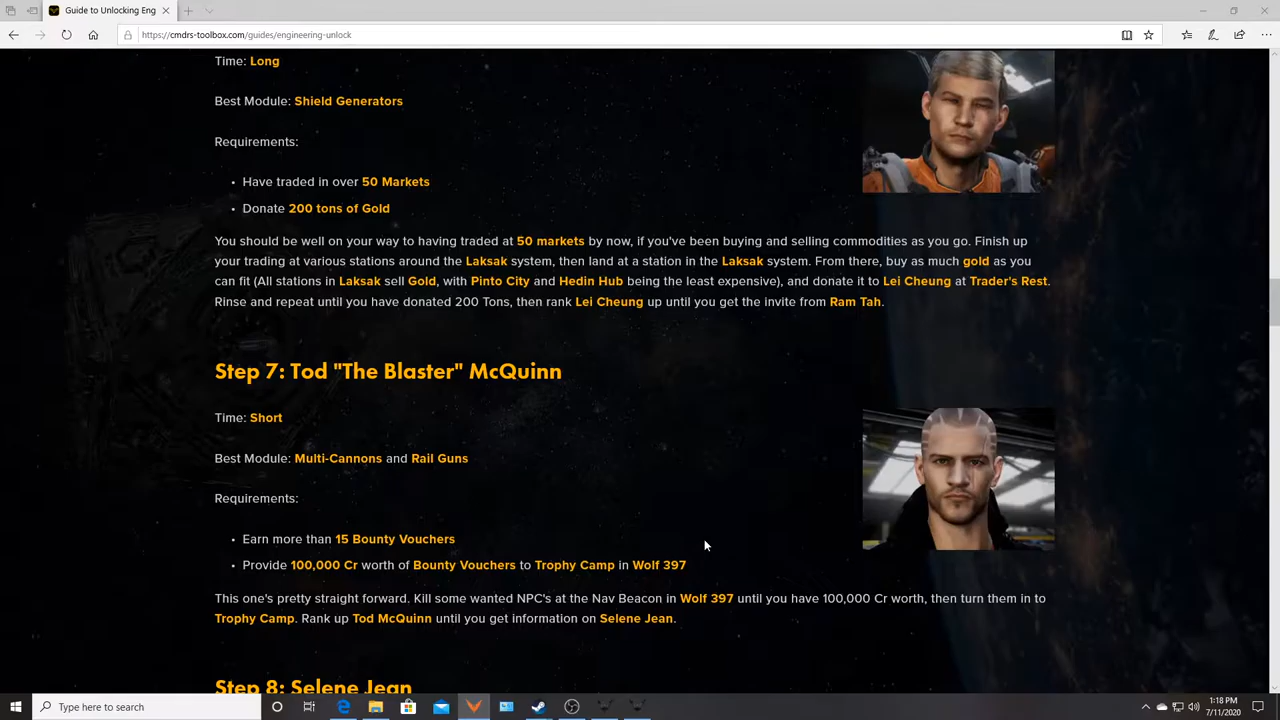 Guide to Unlocking Eng
https://cmdrs-toolbox.com/guides/engineering-unlock
Time: Long
Best Module: Shield Generators
Requirements:
• Have traded in over 50 Markets
• Donate 200 tons of Gold
You should be well on your way to having traded at 50 markets by now, if you've been buying and selling commodities as you go. Finish up
your trading at various stations around the Laksak system, then land at a station in the Laksak system. From there, buy as much gold as you
can fit (All stations in Laksak sell Gold, with Pinto City and Hedin Hub being the least expensive), and donate it to Lei Cheung at Trader's Rest.
Rinse and repeat until you have donated 200 Tons, then rank Lei Cheung up until you get the invite from Ram Tah.
Step 7: Tod "The Blaster" McQuinn
Time: Short
Best Module: Multi-Cannons and Rail Guns
Requirements:
• Earn more than 15 Bounty Vouchers
• Provide 100,000 Cr worth of Bounty Vouchers to Trophy Camp in Wolf 397
This one's pretty straight forward. Kill some wanted NPC's at the Nav Beacon in Wolf 397 until you have 100,000 Cr worth, then turn them in to
Trophy Camp. Rank up Tod McQuinn until you get information on Selene Jean.
Step 8: Selene Jean
Type here to search
1:18 PM
7/11/2020